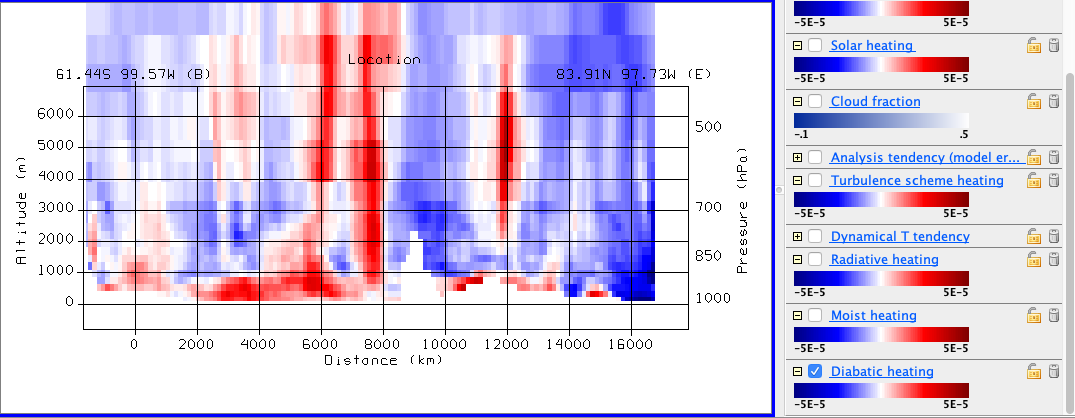 Location
61.44S 99.57W (B)
83.91N 97.73W (E)
6000
5000
4000
3000
2000
1000
0
Altitude (m)
500
700
850
1000
Pressure (hPa)
0 2000 4000 6000 8000 10000 12000 14000 16000
Distance (km)
-5E-5 5E-5
Solar heating
-5E-5 5E-5
Cloud fraction
-.1 .5
Analysis tendency (model er...
Turbulence scheme heating
-5E-5 5E-5
Dynamical T tendency
Radiative heating
-5E-5 5E-5
Moist heating
-5E-5 5E-5
Diabatic heating
-5E-5 5E-5